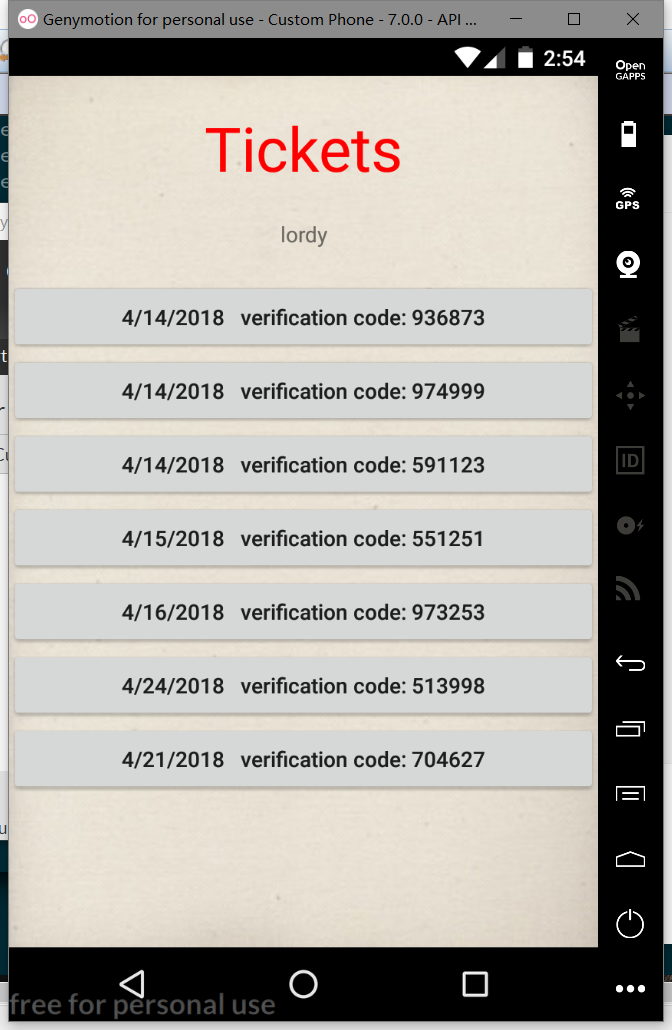 Genymotion for personal use - Custom Phone - 7.0.0 - API ...
2:54
Open
GAPPS
Tickets
GPS
lordy
4/14/2018 verification code: 936873
4/14/2018 verification code: 974999
4/14/2018 verification code: 591123
ID
4/15/2018 verification code: 551251
4/16/2018 verification code: 973253
4/24/2018 verification code: 513998
4/21/2018 verification code: 704627
free for personal use